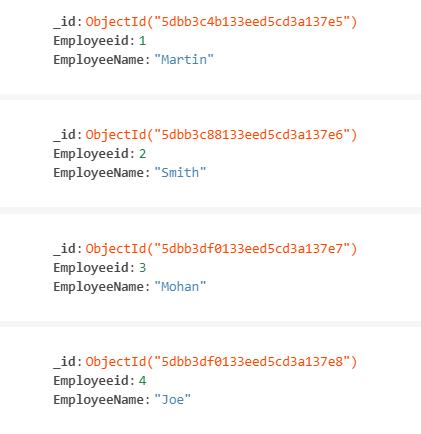 _id: ObjectId("5dbb3c4b133eed5cd3a137e5")
Employeeid: 1
EmployeeName: "Martin"
_id: ObjectId("5dbb3c88133eed5cd3a137e6")
Employeeid: 2
EmployeeName: "Smith"
_id: ObjectId("5dbb3df0133eed5cd3a137e7")
Employeeid: 3
EmployeeName: "Mohan"
_id: ObjectId("5dbb3df0133eed5cd3a137e8")
Employeeid: 4
EmployeeName: "Joe"